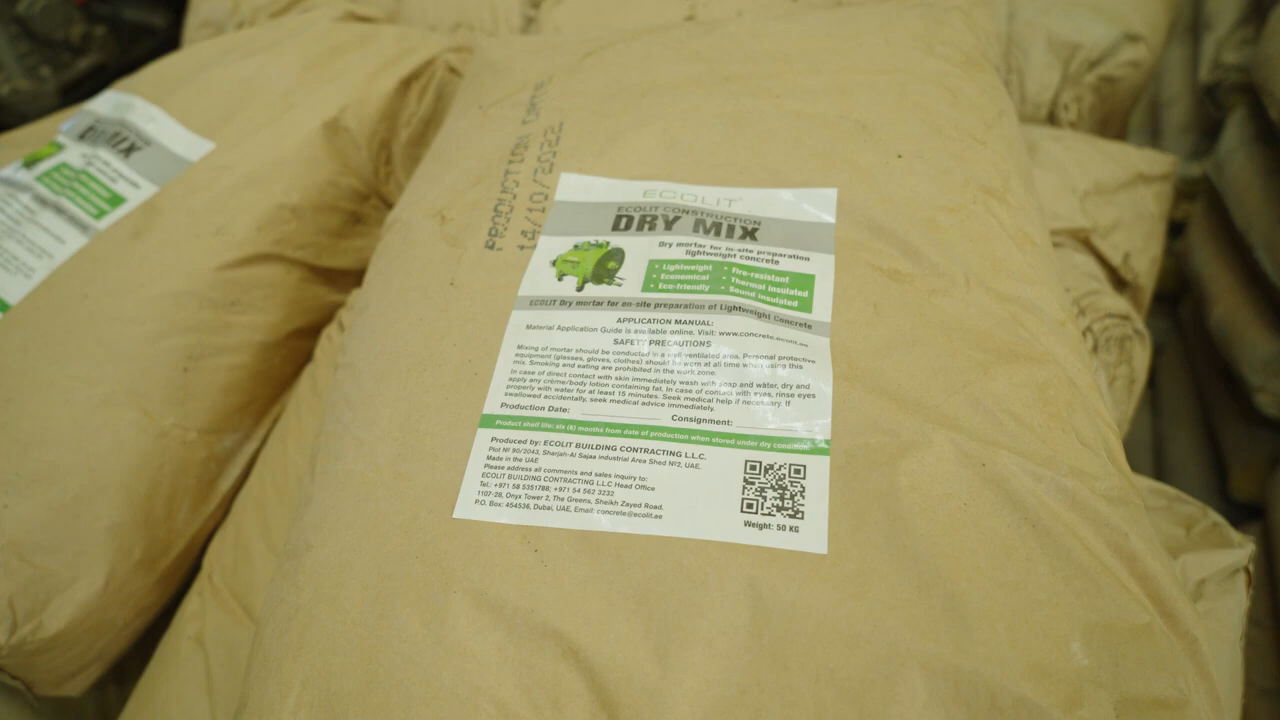 PRODUCTION DATE
14/10/2022
ECOLIT
ECOLIT CONSTRUCTION
DRY MIX
Dry mortar for in-site preparation
lightweight concrete
• Lightweight
• Economical
• Eco-friendly
• Fire-resistant
• Thermal insulated
• Sound insulated
ECOLIT Dry mortar for on-site preparation of Lightweight Concrete
APPLICATION MANUAL:
Material Application Guide is available online. Visit: www.concrete.ecolit.ae
SAFETY PRECAUTIONS
Mixing of mortar should be conducted in a well-ventilated area. Personal protective
equipment (glasses, gloves, clothes) should be worn at all time when using this
mix. Smoking and eating are prohibited in the work zone.
In case of direct contact with skin immediately wash with soap and water, dry and
apply any crème/body lotion containing fat. In case of contact with eyes, rinse eyes
properly with water for at least 15 minutes. Seek medical help if necessary. If
swallowed accidentally, seek medical advice immediately.
Production Date:
Consignment:
Product shelf life: six (6) months from date of production when stored under dry condition.
Produced by: ECOLIT BUILDING CONTRACTING L.L.C.
Plot № 80/2043, Sharjah-Al Sajaa Industrial Area Shed №2, UAE.
Made in the UAE
Please address all comments and sales inquiry to:
ECOLIT BUILDING CONTRACTING L.L.C Head Office
Tel.: +971 58 5351788; +971 54 562 3232
1107-28, Onyx Tower 2, The Greens, Sheikh Zayed Road.
P.O. Box: 454536, Dubai, UAE, Email: concrete@ecolit.ae
Weight: 50 KG
MIX